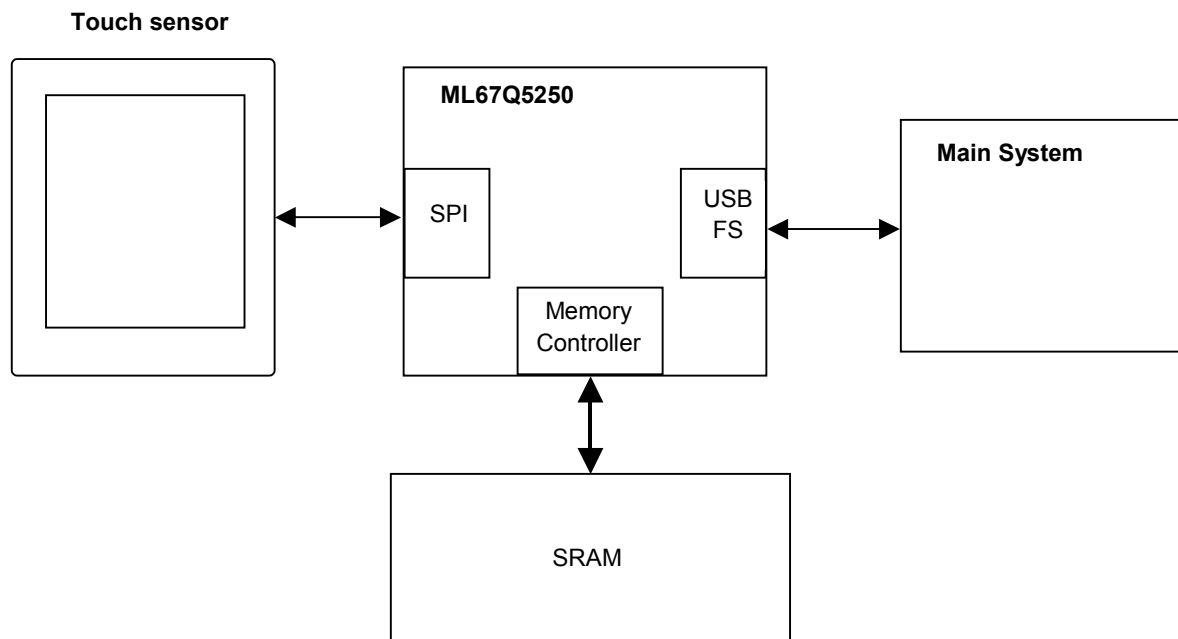 Touch sensor
ML67Q5250
Main System
SPI
USB
FS
Memory
Controller
SRAM